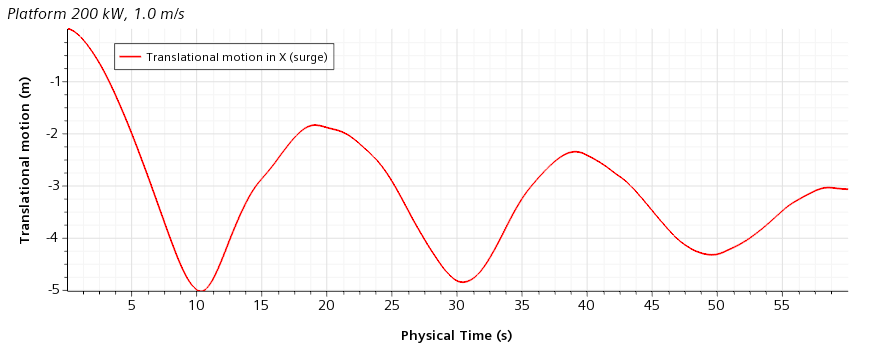 Platform 200 kW, 1.0 m/s
Translational motion in X (surge)
Translational motion (m)
-1
-2
-3
-4
-5
5 10 15 20 25 30 35 40 45 50 55
Physical Time (s)